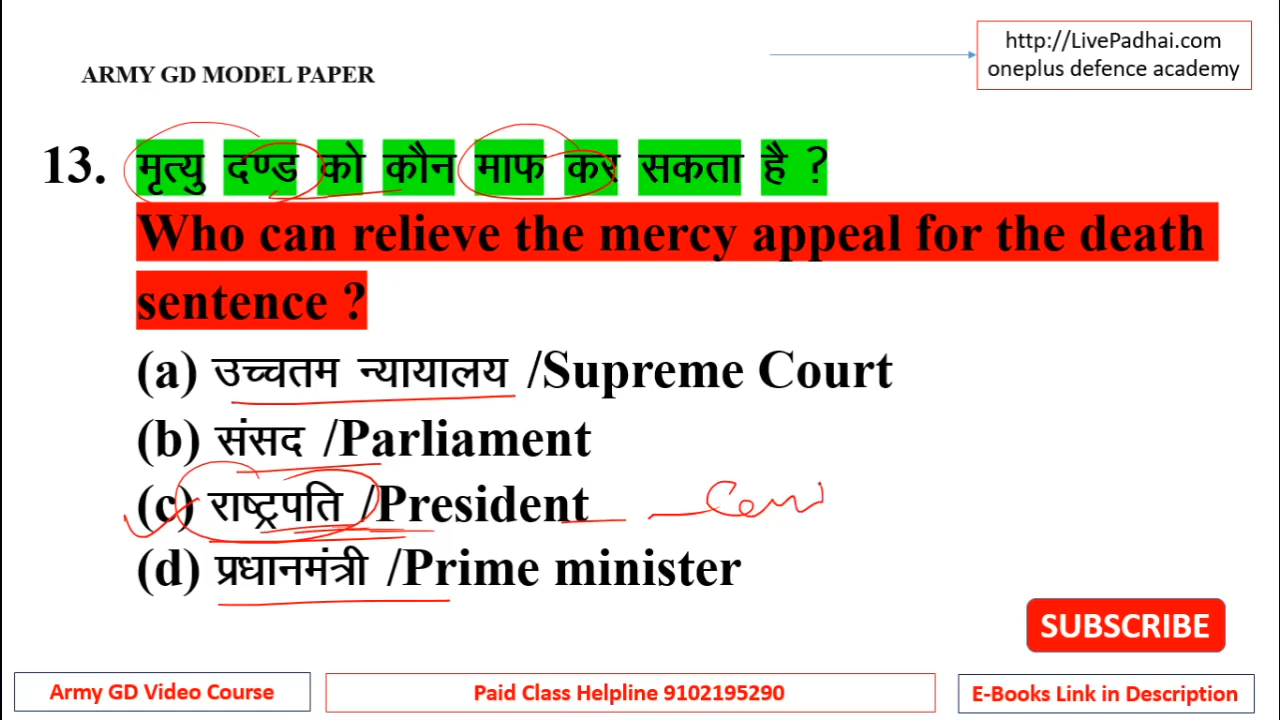 http://LivePadhai.com
oneplus defence academy
ARMY GD MODEL PAPER
13. मृत्यु दण्ड को कौन माफ कर सकता है ?
Who can relieve the mercy appeal for the death
sentence ?
(a) उच्चतम न्यायालय /Supreme Court
(b) संसद /Parliament
(c) राष्ट्रपति /President
(d) प्रधानमंत्री /Prime minister
SUBSCRIBE
Army GD Video Course
Paid Class Helpline 9102195290
E-Books Link in Description